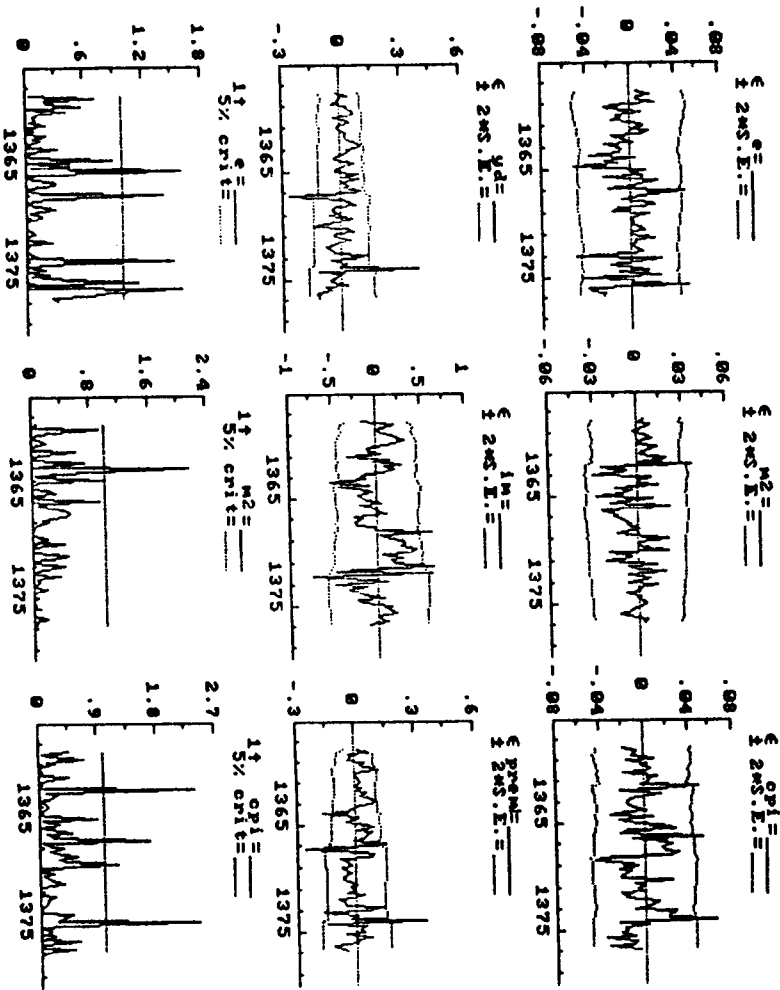 ε e=
± 2*S.E.=
.08
.04
0
-.04
-.08
1365 1375
ε m2=
± 2*S.E.=
.06
.03
0
-.03
-.06
1365 1375
ε cpi=
± 2*S.E.=
.08
.04
0
-.04
-.08
1365 1375
ε yd=
± 2*S.E.=
.6
.3
0
-.3
1365 1375
ε im=
± 2*S.E.=
1
.5
0
-.5
-1
1365 1375
ε prem=
± 2*S.E.=
.6
.3
0
-.3
1365 1375
1↑ e=
5% crit=
1.8
1.2
.6
0
1365 1375
1↑ m2=
5% crit=
2.4
1.6
.8
0
1365 1375
1↑ cpi=
5% crit=
2.7
1.8
.9
0
1365 1375